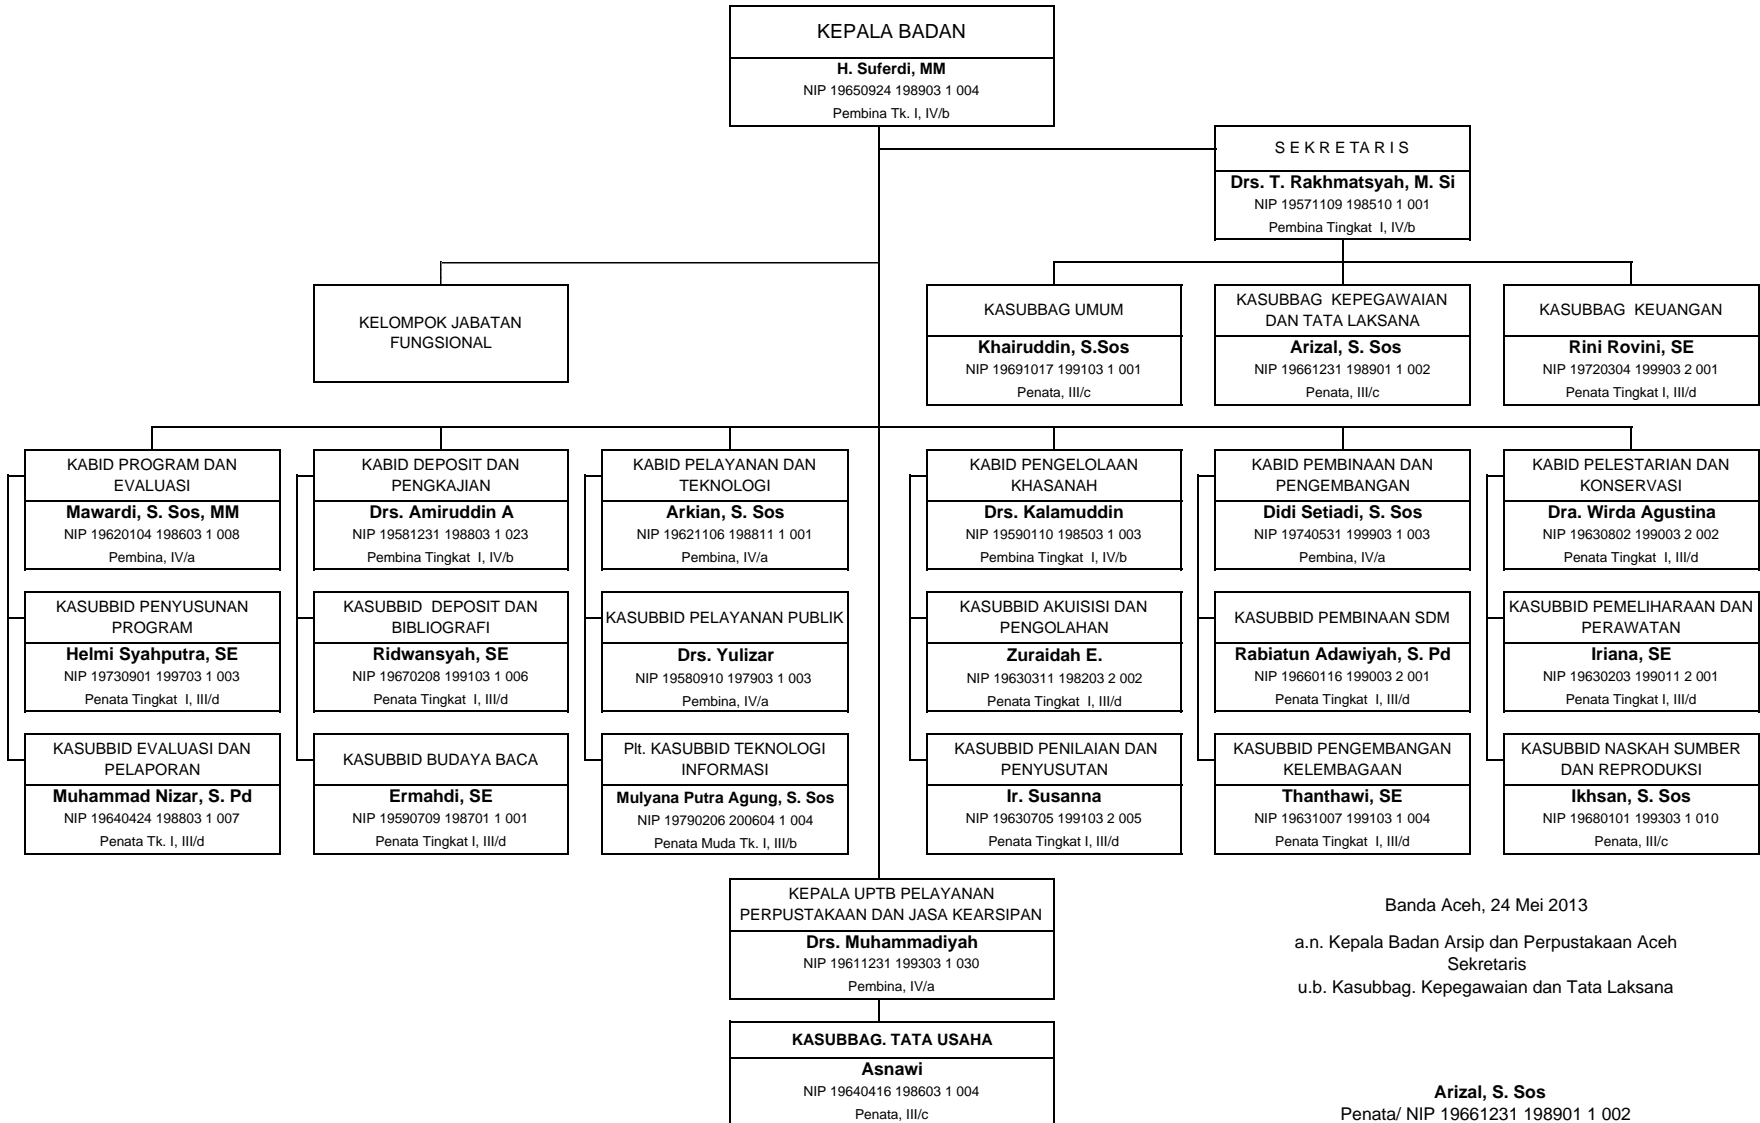 KEPALA BADAN
H. Suferdi, MM
NIP 19650924 198903 1 004
Pembina Tk. I, IV/b
S E K R E TA R I S
Drs. T. Rakhmatsyah, M. Si
NIP 19571109 198510 1 001
Pembina Tingkat I, IV/b
KELOMPOK JABATAN
FUNGSIONAL
KASUBBAG UMUM
Khairuddin, S.Sos
NIP 19691017 199103 1 001
Penata, III/c
KASUBBAG KEPEGAWAIAN
DAN TATA LAKSANA
Arizal, S. Sos
NIP 19661231 198901 1 002
Penata, III/c
KASUBBAG KEUANGAN
Rini Rovini, SE
NIP 19720304 199903 2 001
Penata Tingkat I, III/d
KABID PROGRAM DAN
EVALUASI
Mawardi, S. Sos, MM
NIP 19620104 198603 1 008
Pembina, IV/a
KABID DEPOSIT DAN
PENGKAJIAN
Drs. Amiruddin A
NIP 19581231 198803 1 023
Pembina Tingkat I, IV/b
KABID PELAYANAN DAN
TEKNOLOGI
Arkian, S. Sos
NIP 19621106 198811 1 001
Pembina, IV/a
KABID PENGELOLAAN
KHASANAH
Drs. Kalamuddin
NIP 19590110 198503 1 003
Pembina Tingkat I, IV/b
KABID PEMBINAAN DAN
PENGEMBANGAN
Didi Setiadi, S. Sos
NIP 19740531 199903 1 003
Pembina, IV/a
KABID PELESTARIAN DAN
KONSERVASI
Dra. Wirda Agustina
NIP 19630802 199003 2 002
Penata Tingkat I, III/d
KASUBBID PENYUSUNAN
PROGRAM
Helmi Syahputra, SE
NIP 19730901 199703 1 003
Penata Tingkat I, III/d
KASUBBID DEPOSIT DAN
BIBLIOGRAFI
Ridwansyah, SE
NIP 19670208 199103 1 006
Penata Tingkat I, III/d
KASUBBID PELAYANAN PUBLIK
Drs. Yulizar
NIP 19580910 197903 1 003
Pembina, IV/a
KASUBBID AKUISISI DAN
PENGOLAHAN
Zuraidah E.
NIP 19630311 198203 2 002
Penata Tingkat I, III/d
KASUBBID PEMBINAAN SDM
Rabiatun Adawiyah, S. Pd
NIP 19660116 199003 2 001
Penata Tingkat I, III/d
KASUBBID PEMELIHARAAN DAN
PERAWATAN
Iriana, SE
NIP 19630203 199011 2 001
Penata Tingkat I, III/d
KASUBBID EVALUASI DAN
PELAPORAN
Muhammad Nizar, S. Pd
NIP 19640424 198803 1 007
Penata Tk. I, III/d
KASUBBID BUDAYA BACA
Ermahdi, SE
NIP 19590709 198701 1 001
Penata Tingkat I, III/d
Plt. KASUBBID TEKNOLOGI
INFORMASI
Mulyana Putra Agung, S. Sos
NIP 19790206 200604 1 004
Penata Muda Tk. I, III/b
KASUBBID PENILAIAN DAN
PENYUSUTAN
Ir. Susanna
NIP 19630705 199103 2 005
Penata Tingkat I, III/d
KASUBBID PENGEMBANGAN
KELEMBAGAAN
Thanthawi, SE
NIP 19631007 199103 1 004
Penata Tingkat I, III/d
KASUBBID NASKAH SUMBER
DAN REPRODUKSI
Ikhsan, S. Sos
NIP 19680101 199303 1 010
Penata, III/c
KEPALA UPTB PELAYANAN
PERPUSTAKAAN DAN JASA KEARSIPAN
Drs. Muhammadiyah
NIP 19611231 199303 1 030
Pembina, IV/a
KASUBBAG. TATA USAHA
Asnawi
NIP 19640416 198603 1 004
Penata, III/c
Banda Aceh, 24 Mei 2013
a.n. Kepala Badan Arsip dan Perpustakaan Aceh
Sekretaris
u.b. Kasubbag. Kepegawaian dan Tata Laksana
Arizal, S. Sos
Penata/ NIP 19661231 198901 1 002